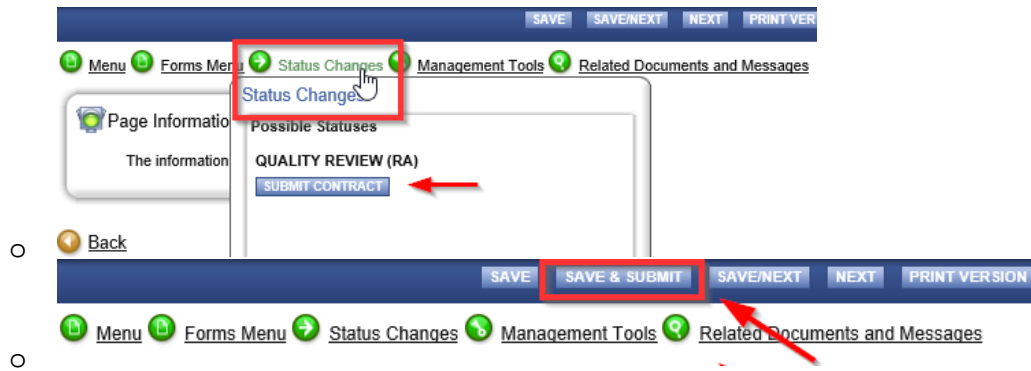 SAVE SAVE/NEXT NEXT PRINT VER
Menu Forms Menu Status Changes Management Tools Related Documents and Messages
Status Changes
Page Informatio
Possible Statuses
The information
QUALITY REVIEW (RA)
SUBMIT CONTRACT
Back
SAVE SAVE & SUBMIT SAVE/NEXT NEXT PRINT VERSION
Menu Forms Menu Status Changes Management Tools Related Documents and Messages